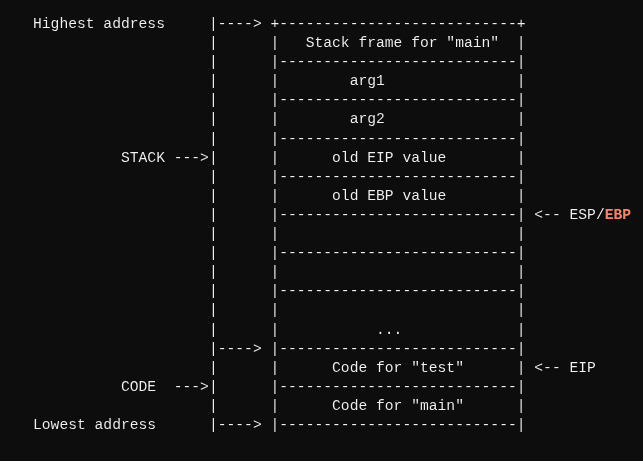 Highest address |----> +---------------------------+
| | Stack frame for "main" |
| |---------------------------|
| | arg1 |
| |---------------------------|
| | arg2 |
| |---------------------------|
STACK --->| | old EIP value |
| |---------------------------|
| | old EBP value |
| |---------------------------| <-- ESP/EBP
| | |
| |---------------------------|
| | |
| |---------------------------|
| | |
| | ... |
|----> |---------------------------|
| | Code for "test" | <-- EIP
CODE --->| |---------------------------|
| | Code for "main" |
Lowest address |----> |---------------------------|